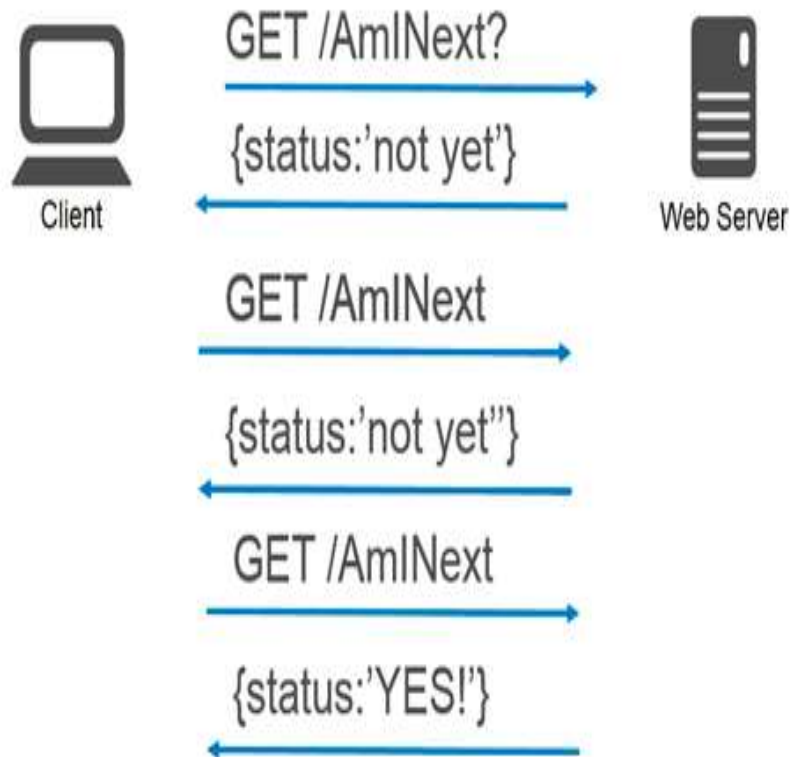 GET /AmINext?
{status:’not yet’}
Client
Web Server
GET /AmINext
{status:’not yet’’}
GET /AmINext
{status:’YES!’}